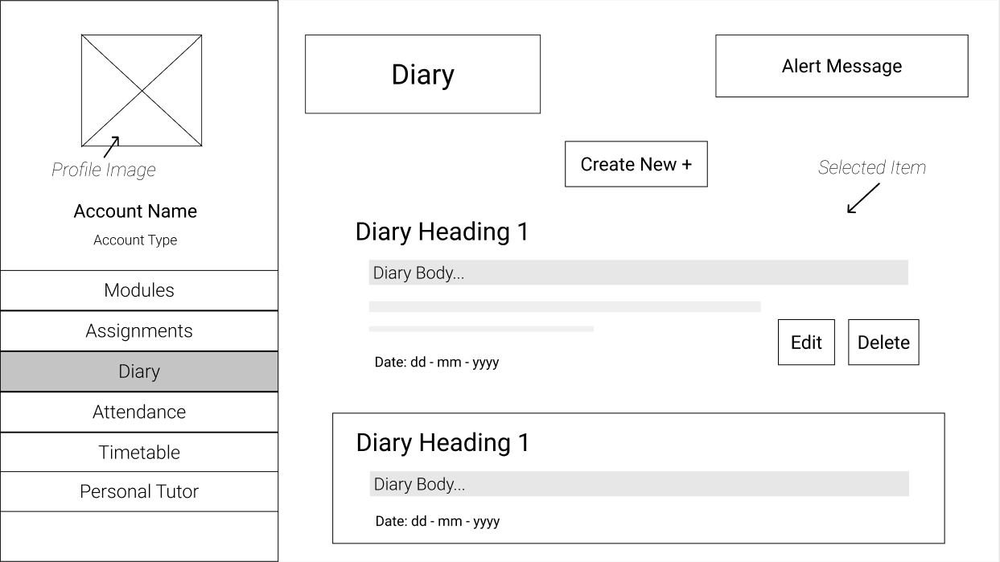 Profile Image
Account Name
Account Type
Modules
Assignments
Diary
Attendance
Timetable
Personal Tutor
Diary
Alert Message
Create New +
Selected Item
Diary Heading 1
Diary Body...
Date: dd - mm - yyyy
Edit
Delete
Diary Heading 1
Diary Body...
Date: dd - mm - yyyy